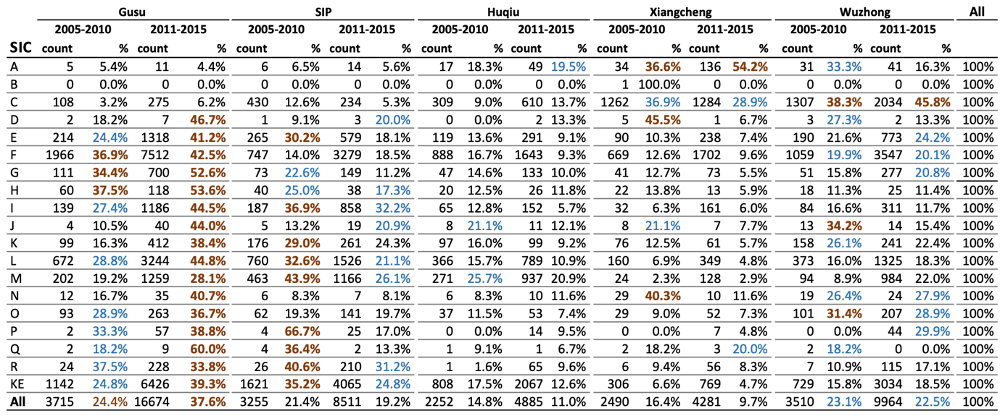 Gusu SIP Huqiu Xiangcheng Wuzhong All
2005-2010 2011-2015 2005-2010 2011-2015 2005-2010 2011-2015 2005-2010 2011-2015 2005-2010 2011-2015
SIC count % count % count % count % count % count % count % count % count % count %
A 5 5.4% 11 4.4% 6 6.5% 14 5.6% 17 18.3% 49 19.5% 34 36.6% 136 54.2% 31 33.3% 41 16.3% 100%
B 0 0.0% 0 0.0% 0 0.0% 0 0.0% 0 0.0% 0 0.0% 1 100.0% 0 0.0% 0 0.0% 0 0.0% 100%
C 108 3.2% 275 6.2% 430 12.6% 234 5.3% 309 9.0% 610 13.7% 1262 36.9% 1284 28.9% 1307 38.3% 2034 45.8% 100%
D 2 18.2% 7 46.7% 1 9.1% 3 20.0% 0 0.0% 2 13.3% 5 45.5% 1 6.7% 3 27.3% 2 13.3% 100%
E 214 24.4% 1318 41.2% 265 30.2% 579 18.1% 119 13.6% 291 9.1% 90 10.3% 238 7.4% 190 21.6% 773 24.2% 100%
F 1966 36.9% 7512 42.5% 747 14.0% 3279 18.5% 888 16.7% 1643 9.3% 669 12.6% 1702 9.6% 1059 19.9% 3547 20.1% 100%
G 111 34.4% 700 52.6% 73 22.6% 149 11.2% 47 14.6% 133 10.0% 41 12.7% 73 5.5% 51 15.8% 277 20.8% 100%
H 60 37.5% 118 53.6% 40 25.0% 38 17.3% 20 12.5% 26 11.8% 22 13.8% 13 5.9% 18 11.3% 25 11.4% 100%
I 139 27.4% 1186 44.5% 187 36.9% 858 32.2% 65 12.8% 152 5.7% 32 6.3% 161 6.0% 84 16.6% 311 11.7% 100%
J 4 10.5% 40 44.0% 5 13.2% 19 20.9% 8 21.1% 11 12.1% 8 21.1% 7 7.7% 13 34.2% 14 15.4% 100%
K 99 16.3% 412 38.4% 176 29.0% 261 24.3% 97 16.0% 99 9.2% 76 12.5% 61 5.7% 158 26.1% 241 22.4% 100%
L 672 28.8% 3244 44.8% 760 32.6% 1526 21.1% 366 15.7% 789 10.9% 160 6.9% 349 4.8% 373 16.0% 1325 18.3% 100%
M 202 19.2% 1259 28.1% 463 43.9% 1166 26.1% 271 25.7% 937 20.9% 24 2.3% 128 2.9% 94 8.9% 984 22.0% 100%
N 12 16.7% 35 40.7% 6 8.3% 7 8.1% 6 8.3% 10 11.6% 29 40.3% 10 11.6% 19 26.4% 24 27.9% 100%
O 93 28.9% 263 36.7% 62 19.3% 141 19.7% 37 11.5% 53 7.4% 29 9.0% 52 7.3% 101 31.4% 207 28.9% 100%
P 2 33.3% 57 38.8% 4 66.7% 25 17.0% 0 0.0% 14 9.5% 0 0.0% 7 4.8% 0 0.0% 44 29.9% 100%
Q 2 18.2% 9 60.0% 4 36.4% 2 13.3% 1 9.1% 1 6.7% 2 18.2% 3 20.0% 2 18.2% 0 0.0% 100%
R 24 37.5% 228 33.8% 26 40.6% 210 31.2% 1 1.6% 65 9.6% 6 9.4% 56 8.3% 7 10.9% 115 17.1% 100%
KE 1142 24.8% 6426 39.3% 1621 35.2% 4065 24.8% 808 17.5% 2067 12.6% 306 6.6% 769 4.7% 729 15.8% 3034 18.5% 100%
All 3715 24.4% 16674 37.6% 3255 21.4% 8511 19.2% 2252 14.8% 4885 11.0% 2490 16.4% 4281 9.7% 3510 23.1% 9964 22.5% 100%